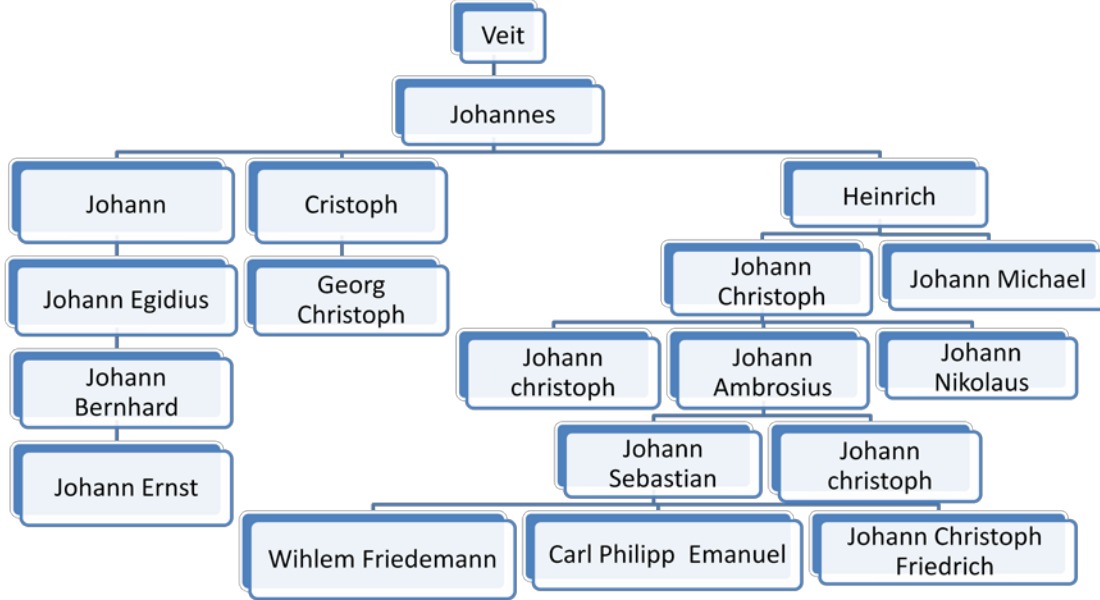 Veit
Johannes
Johann
Cristoph
Heinrich
Johann Egidius
Georg
Christoph
Johann
Christoph
Johann Michael
Johann
Bernhard
Johann
christoph
Johann
Ambrosius
Johann
Nikolaus
Johann Ernst
Johann
Sebastian
Johann
christoph
Wihlem Friedemann
Carl Philipp  Emanuel
Johann Christoph
Friedrich